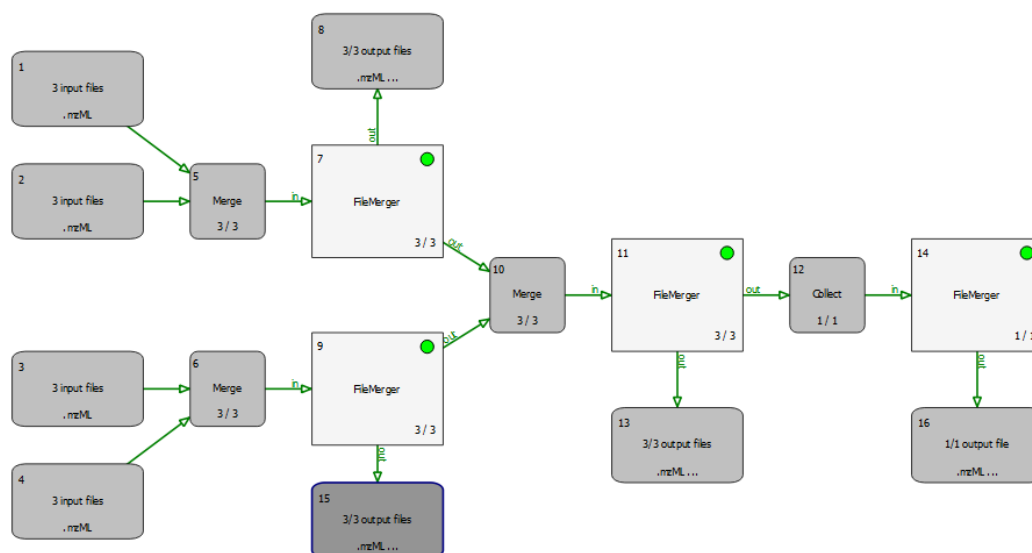 1
3 input files
.mzML
2
3 input files
.mzML
3
3 input files
.mzML
4
3 input files
.mzML
5
Merge
3 / 3
6
Merge
3 / 3
in
in
7
FileMerger
3 / 3
out
8
3/3 output files
.mzML ...
out
9
FileMerger
3 / 3
out
out
15
3/3 output files
.mzML ...
10
Merge
3 / 3
in
11
FileMerger
3 / 3
out
out
13
3/3 output files
.mzML ...
12
Collect
1 / 1
in
14
FileMerger
1 / 1
out
16
1/1 output file
.mzML ...